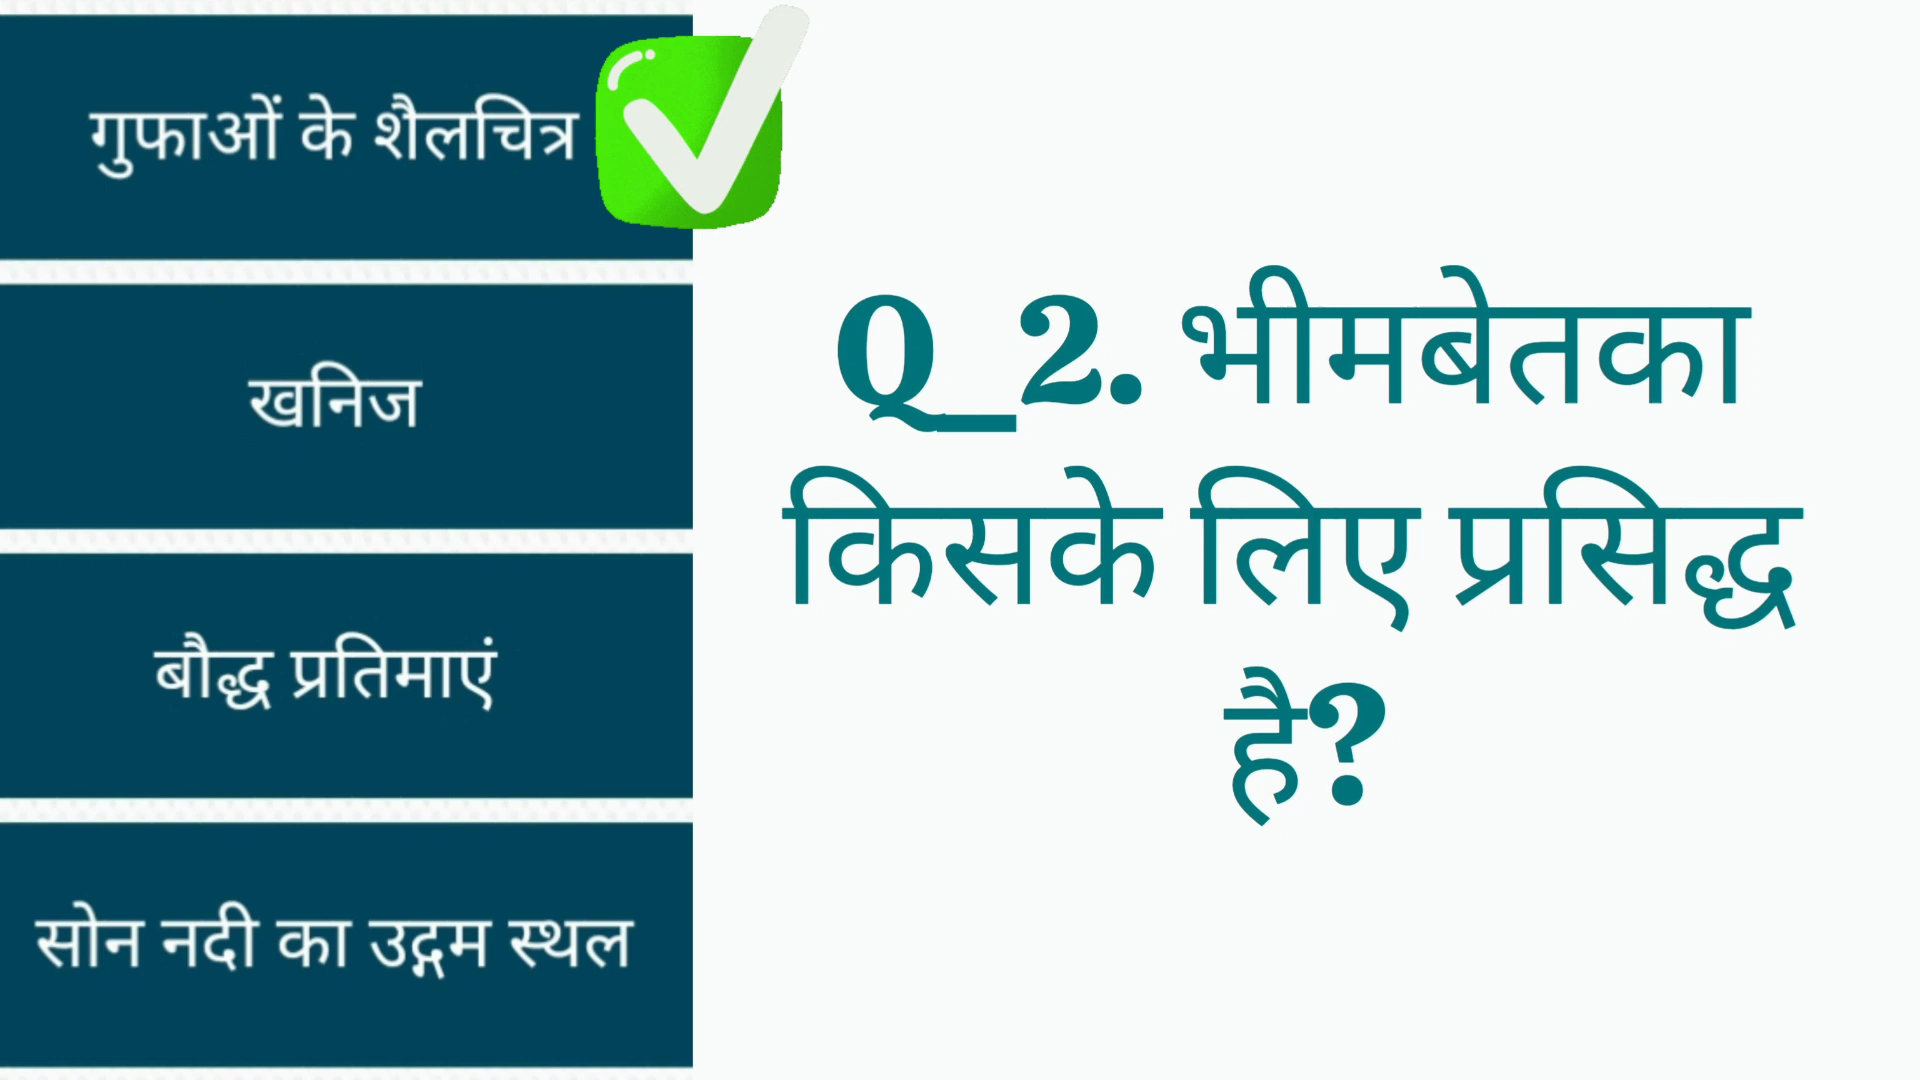 गुफाओं के शैलचित्र
खनिज
बौद्ध प्रतिमाएं
सोन नदी का उद्गम स्थल
Q_2. भीमबेतका
किसके लिए प्रसिद्ध
है?